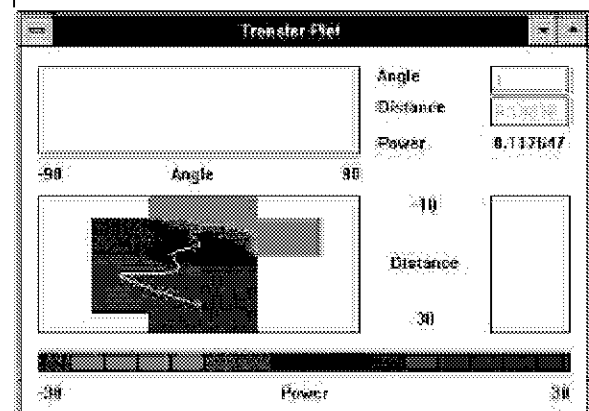 Transfer Plot
Angle
Distance
Power 0.117647
-90 Angle 90
-10
Distance
30
-30 Power 30